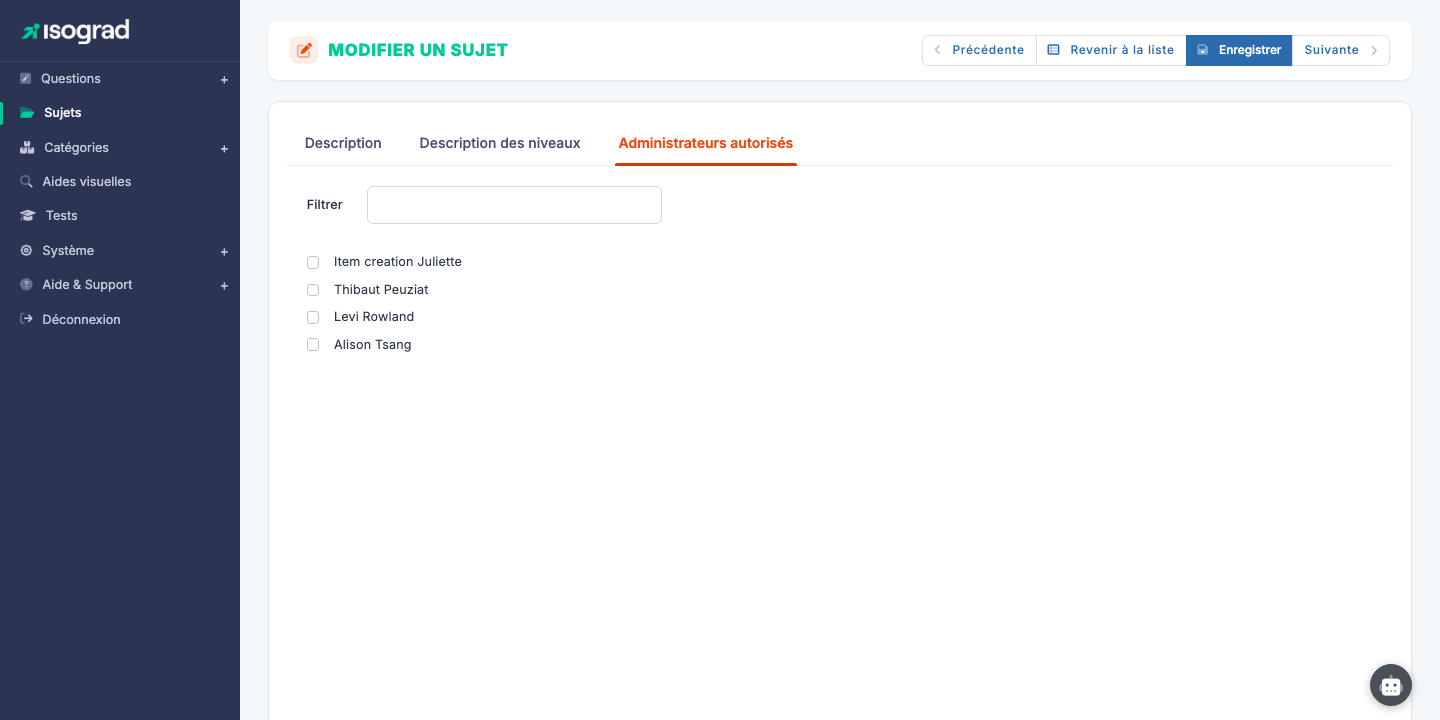 isograd
Questions +
Sujets
Catégories +
Aides visuelles
Tests
Système +
Aide & Support +
Déconnexion
MODIFIER UN SUJET
Précédente
Revenir à la liste
Enregistrer
Suivante
Description
Description des niveaux
Administrateurs autorisés
Filtrer
Item creation Juliette
Thibaut Peuziat
Levi Rowland
Alison Tsang